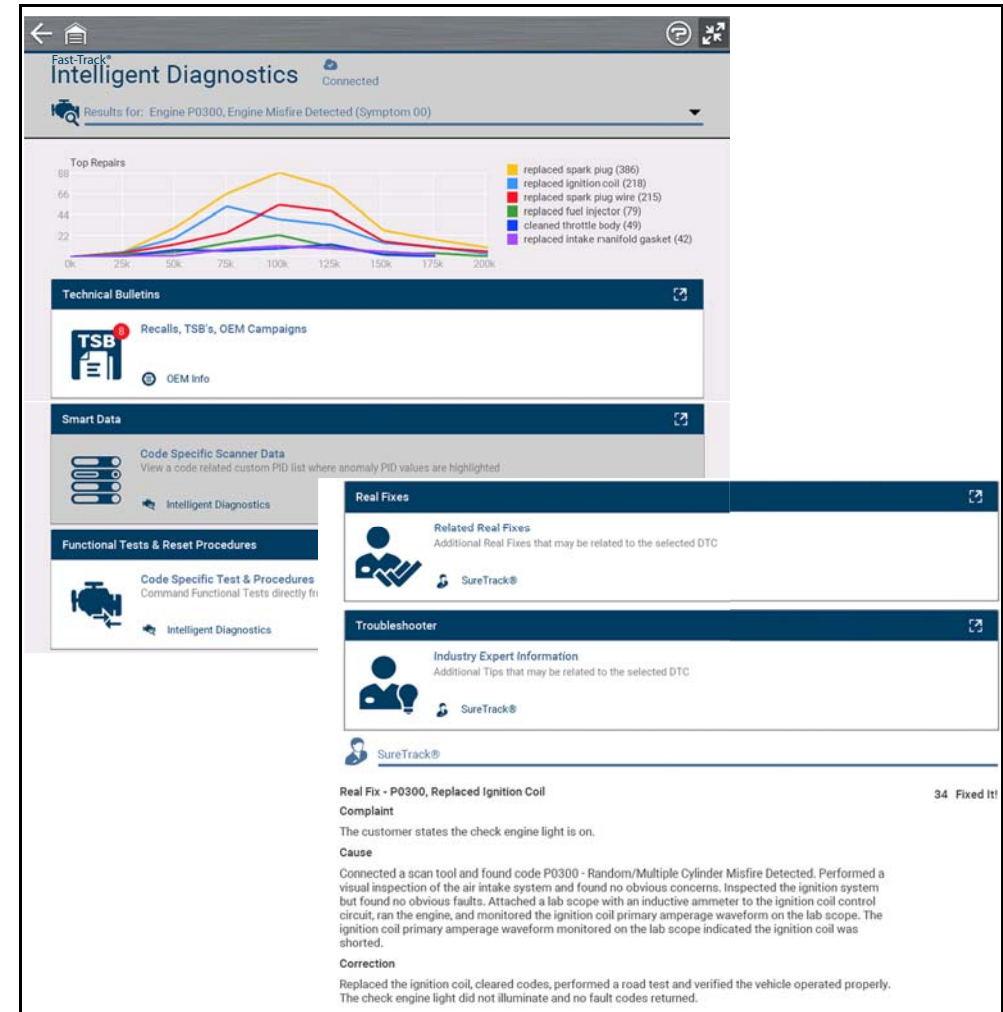 Fast-Track®
Intelligent Diagnostics
Connected
Results for: Engine P0300, Engine Misfire Detected (Symptom 00)
Top Repairs
88
66
44
22
0k 25k 50k 75k 100k 125k 150k 175k 200k
replaced spark plug (386)
replaced ignition coil (218)
replaced spark plug wire (215)
replaced fuel injector (79)
cleaned throttle body (49)
replaced intake manifold gasket (42)
Technical Bulletins
TSB
8
Recalls, TSB's, OEM Campaigns
OEM Info
Smart Data
Code Specific Scanner Data
View a code related custom PID list where anomaly PID values are highlighted
Intelligent Diagnostics
Functional Tests & Reset Procedures
Code Specific Test & Procedures
Command Functional Tests directly
Intelligent Diagnostics
Real Fixes
Related Real Fixes
Additional Real Fixes that may be related to the selected DTC
SureTrack®
Troubleshooter
Industry Expert Information
Additional Tips that may be related to the selected DTC
SureTrack®
SureTrack®
Real Fix - P0300, Replaced Ignition Coil
34 Fixed It!
Complaint
The customer states the check engine light is on.
Cause
Connected a scan tool and found code P0300 - Random/Multiple Cylinder Misfire Detected. Performed a
visual inspection of the air intake system and found no obvious concerns. Inspected the ignition system
but found no obvious faults. Attached a lab scope with an inductive ammeter to the ignition coil control
circuit, ran the engine, and monitored the ignition coil primary amperage waveform on the lab scope. The
ignition coil primary amperage waveform monitored on the lab scope indicated the ignition coil was
shorted.
Correction
Replaced the ignition coil, cleared codes, performed a road test and verified the vehicle operated properly.
The check engine light did not illuminate and no fault codes returned.